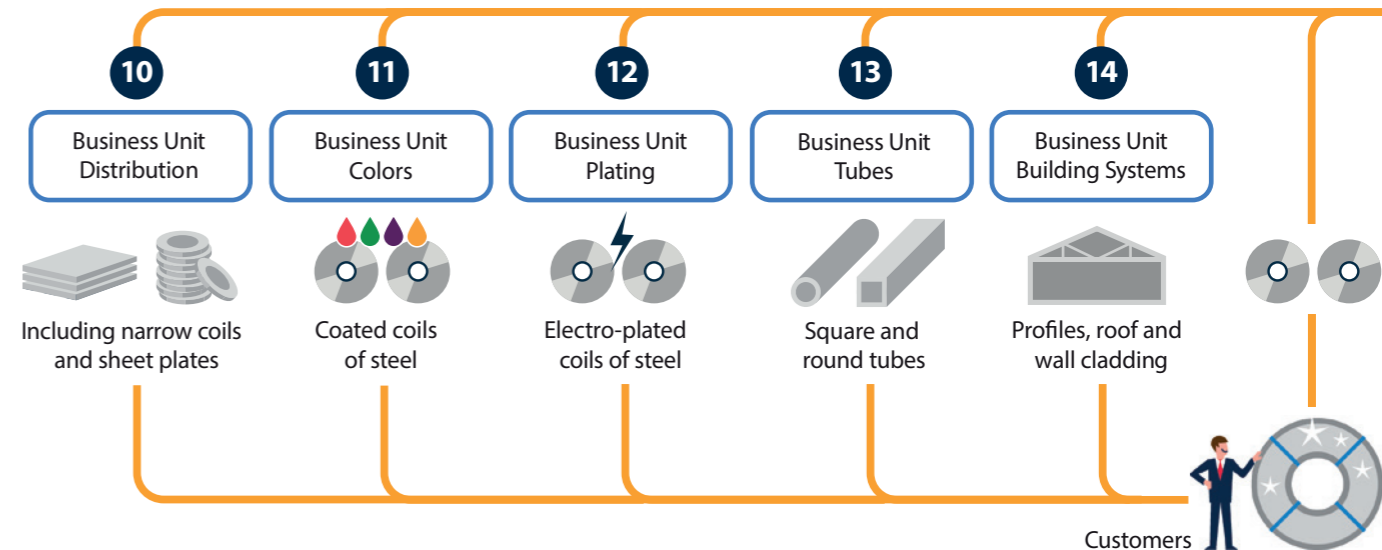 10
11
12
13
14
Business Unit
Distribution
Business Unit
Colors
Business Unit
Plating
Business Unit
Tubes
Business Unit
Building Systems
Including narrow coils
and sheet plates
Coated coils
of steel
Electro-plated
coils of steel
Square and
round tubes
Profiles, roof and
wall cladding
Customers